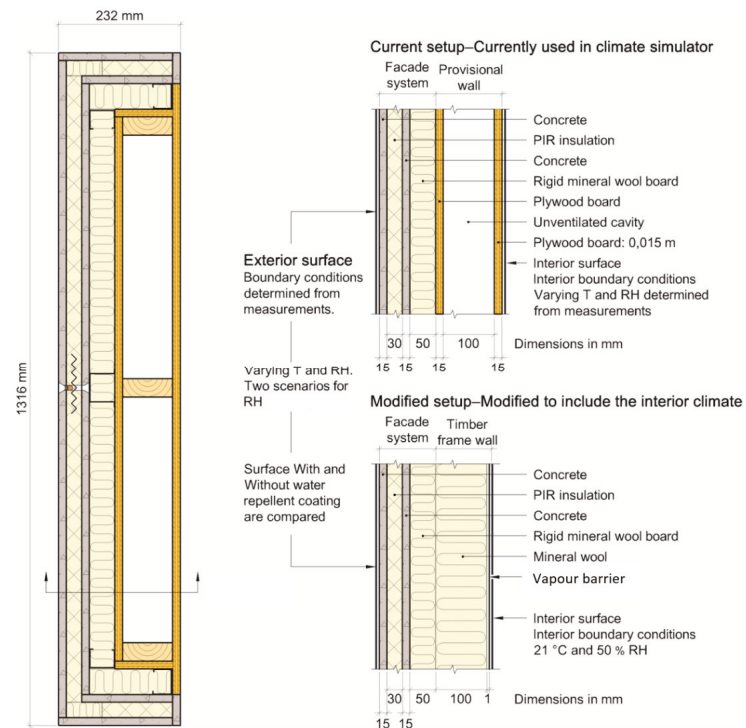 232 mm
1316 mm
Current setup–Currently used in climate simulator
Facade system
Provisional wall
Concrete
PIR insulation
Concrete
Rigid mineral wool board
Plywood board
Unventilated cavity
Plywood board: 0,015 m
Interior surface
Interior boundary conditions
Varying T and RH determined
from measurements
30 50 100 Dimensions in mm
15 15 15 15
Exterior surface
Boundary conditions
determined from
measurements.
Varying T and RH.
Two scenarios for
RH
Surface With and
Without water
repellent coating
are compared
Modified setup–Modified to include the interior climate
Facade system
Timber frame wall
Concrete
PIR insulation
Concrete
Rigid mineral wool board
Mineral wool
Vapour barrier
Interior surface
Interior boundary conditions
21 °C and 50 % RH
30 50 100 1 Dimensions in mm
15 15